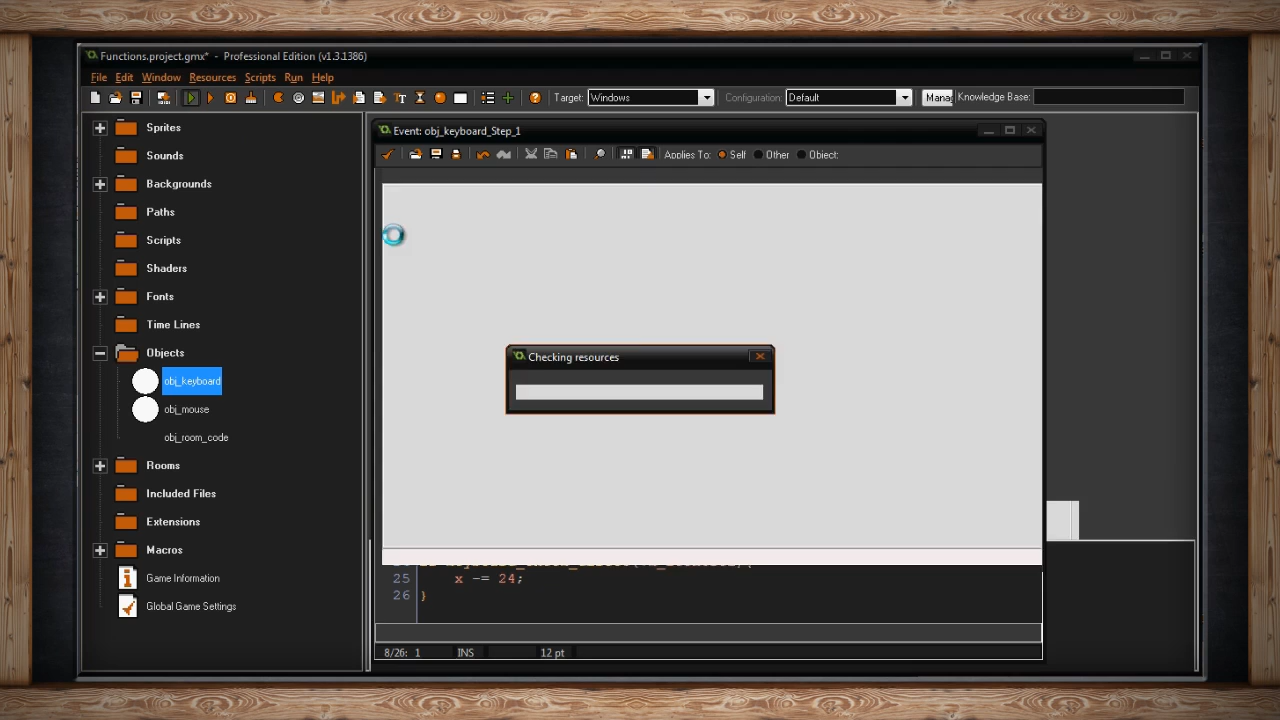 Functions.project.gmx* - Professional Edition (v1.3.1386)
File Edit Window Resources Scripts Run Help
Target: Windows Configuration: Default Manag Knowledge Base:
Sprites
Sounds
Backgrounds
Paths
Scripts
Shaders
Fonts
Time Lines
Objects
obj_keyboard
obj_mouse
obj_room_code
Rooms
Included Files
Extensions
Macros
Game Information
Global Game Settings
Event: obj_keyboard_Step_1
Applies To: Self Other Object:
Checking resources
25 x -= 24;
26 }
8/26: 1 INS 12 pt